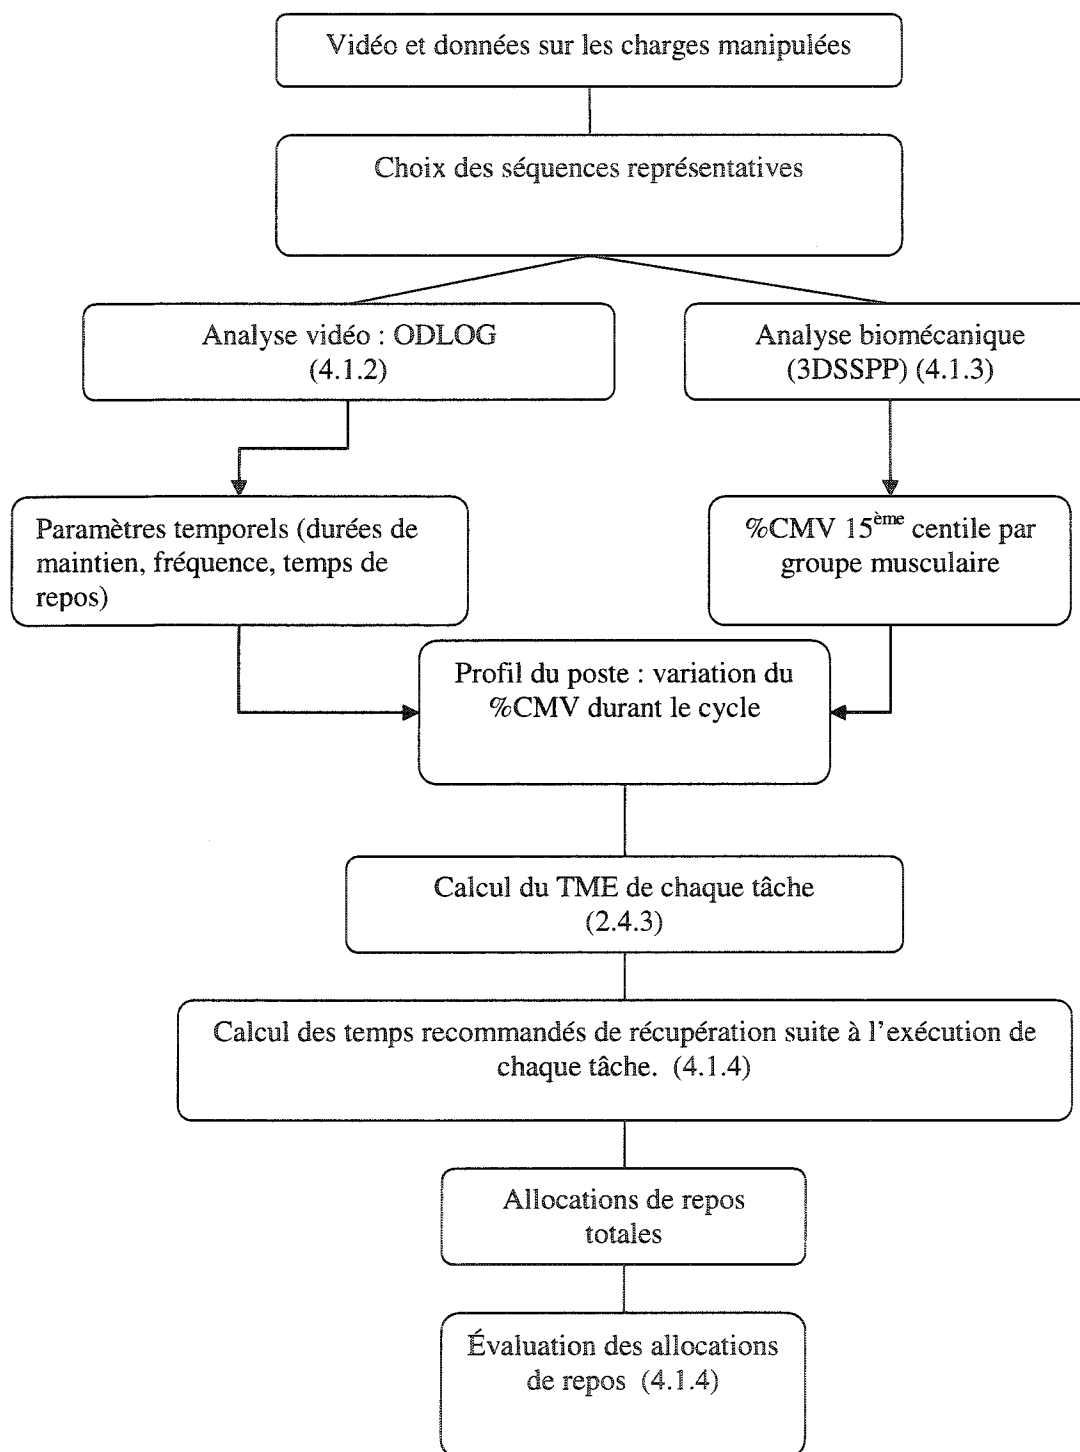 Vidéo et données sur les charges manipulées
Choix des séquences représentatives
Analyse vidéo : ODLOG
(4.1.2)
Analyse biomécanique
(3DSSPP) (4.1.3)
Paramètres temporels (durées de
maintien, fréquence, temps de
repos)
%CMV 15ème centile par
groupe musculaire
Profil du poste : variation du
%CMV durant le cycle
Calcul du TME de chaque tâche
(2.4.3)
Calcul des temps recommandés de récupération suite à l'exécution de
chaque tâche. (4.1.4)
Allocations de repos
totales
Évaluation des allocations
de repos (4.1.4)